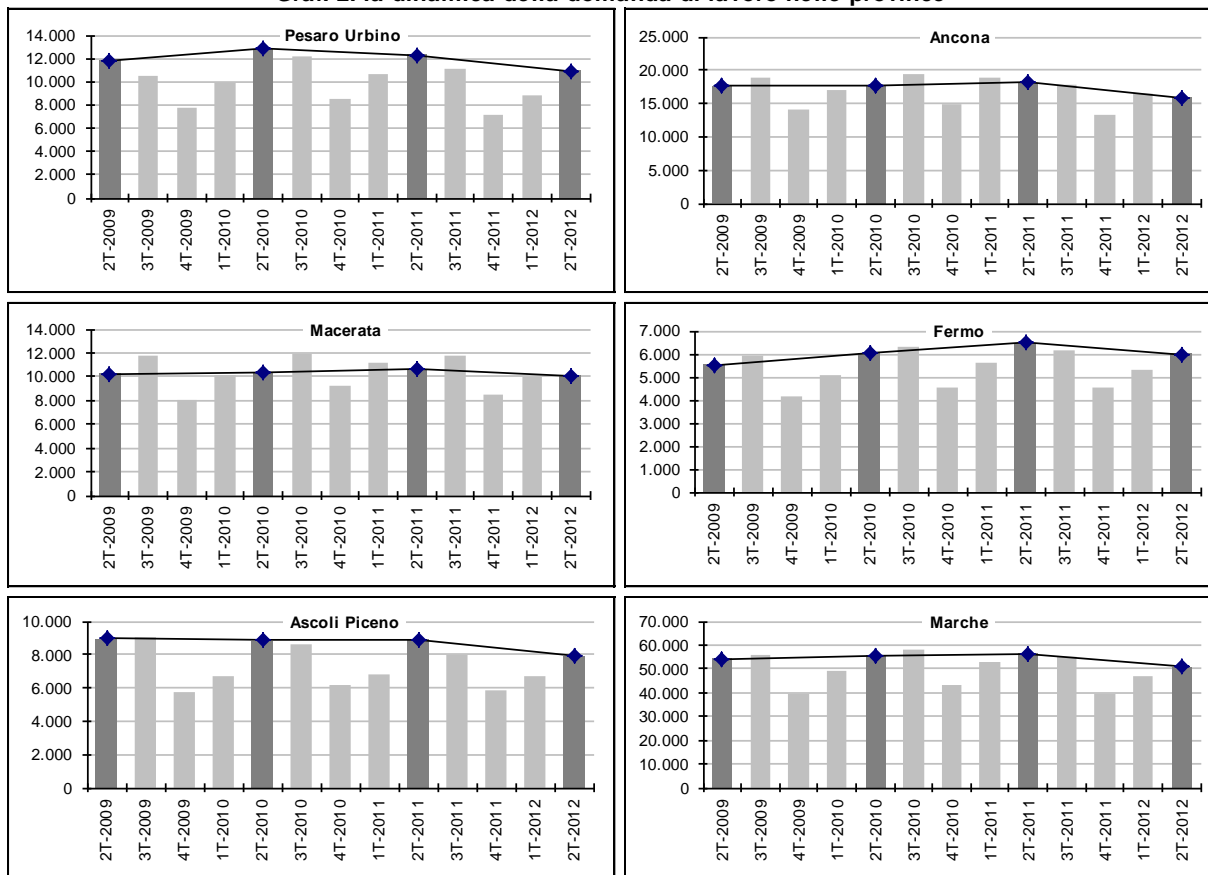 Graf. 2: la dinamica della domanda di lavoro nelle province
Pesaro Urbino
14.000
12.000
10.000
8.000
6.000
4.000
2.000
0
2T-2009
3T-2009
4T-2009
1T-2010
2T-2010
3T-2010
4T-2010
1T-2011
2T-2011
3T-2011
4T-2011
1T-2012
2T-2012
Ancona
25.000
20.000
15.000
10.000
5.000
0
2T-2009
3T-2009
4T-2009
1T-2010
2T-2010
3T-2010
4T-2010
1T-2011
2T-2011
3T-2011
4T-2011
1T-2012
2T-2012
Macerata
14.000
12.000
10.000
8.000
6.000
4.000
2.000
0
2T-2009
3T-2009
4T-2009
1T-2010
2T-2010
3T-2010
4T-2010
1T-2011
2T-2011
3T-2011
4T-2011
1T-2012
2T-2012
Fermo
7.000
6.000
5.000
4.000
3.000
2.000
1.000
0
2T-2009
3T-2009
4T-2009
1T-2010
2T-2010
3T-2010
4T-2010
1T-2011
2T-2011
3T-2011
4T-2011
1T-2012
2T-2012
Ascoli Piceno
10.000
8.000
6.000
4.000
2.000
0
2T-2009
3T-2009
4T-2009
1T-2010
2T-2010
3T-2010
4T-2010
1T-2011
2T-2011
3T-2011
4T-2011
1T-2012
2T-2012
Marche
70.000
60.000
50.000
40.000
30.000
20.000
10.000
0
2T-2009
3T-2009
4T-2009
1T-2010
2T-2010
3T-2010
4T-2010
1T-2011
2T-2011
3T-2011
4T-2011
1T-2012
2T-2012